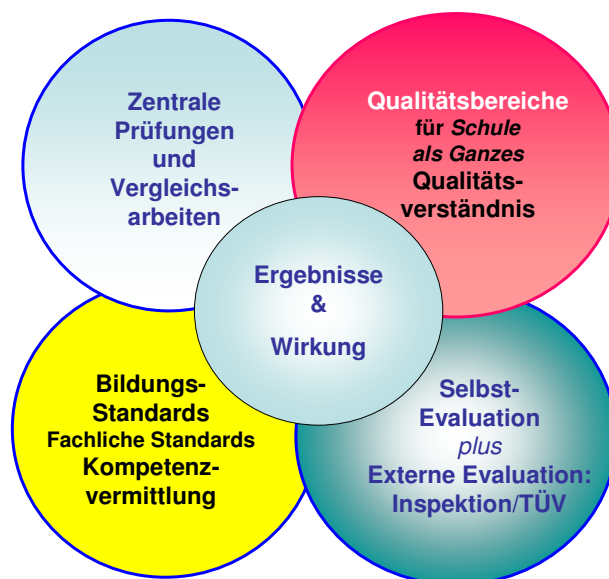 Zentrale
Prüfungen
und
Vergleichs-
arbeiten
Qualitätsbereiche
für Schule
als Ganzes
Qualitäts-
verständnis
Ergebnisse
&
Wirkung
Bildungs-
Standards
Fachliche Standards
Kompetenz-
vermittlung
Selbst-
Evaluation
plus
Externe Evaluation:
Inspektion/TÜV